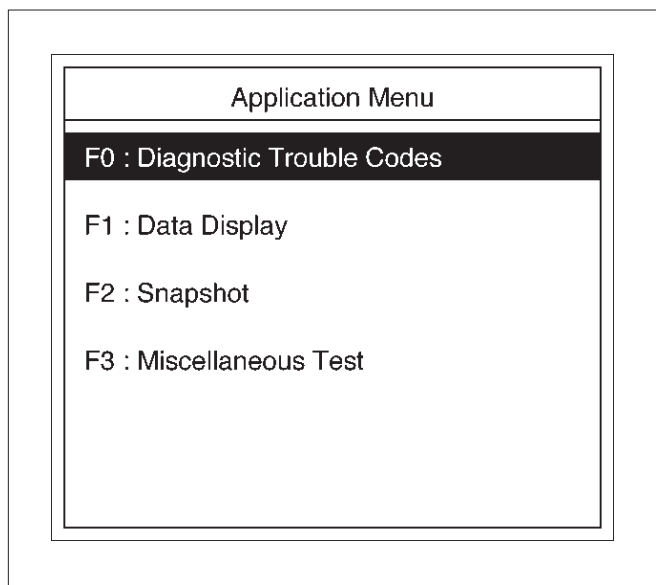 Application Menu
F0 : Diagnostic Trouble Codes
F1 : Data Display
F2 : Snapshot
F3 : Miscellaneous Test